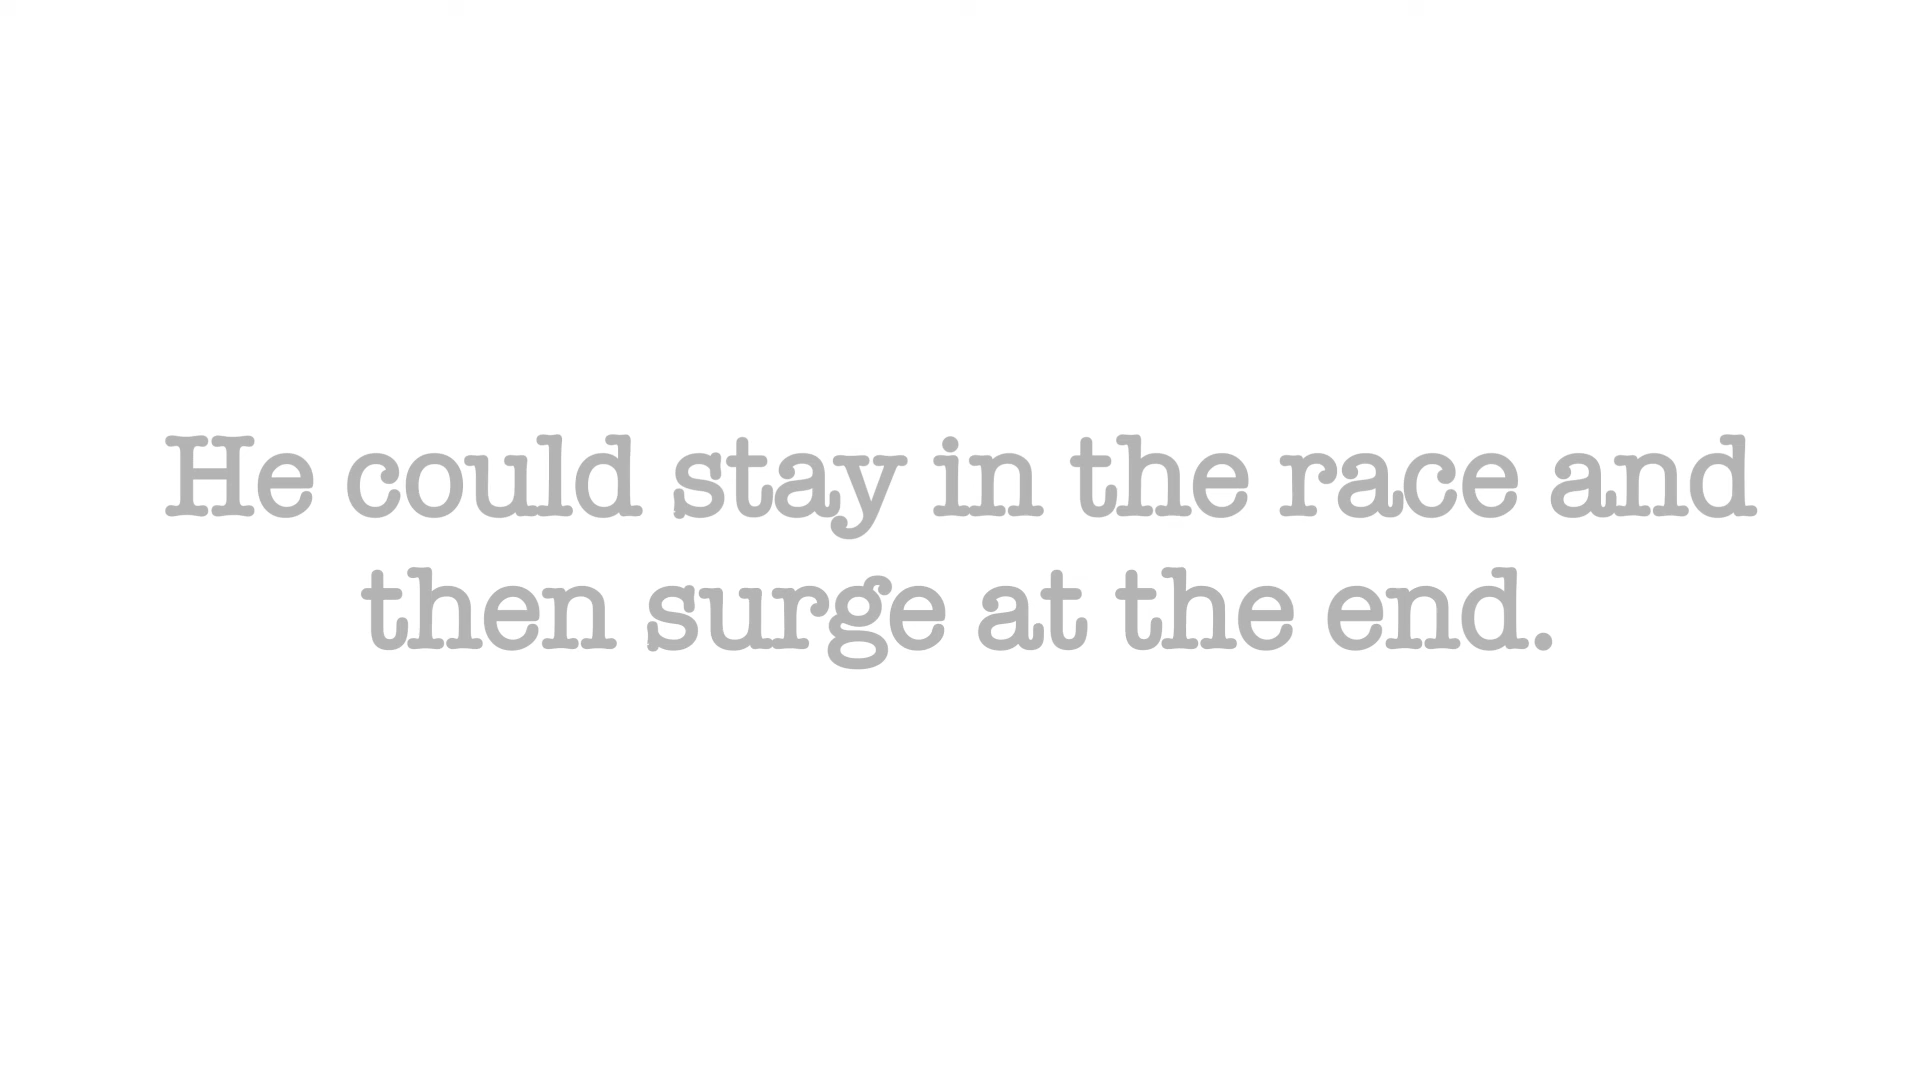 He could stay in the race and
then surge at the end.